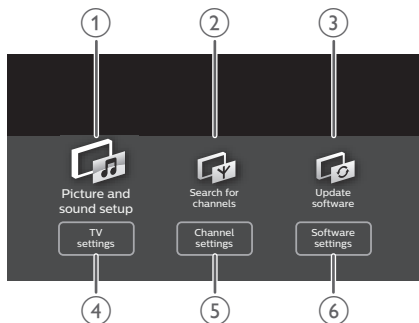 1 2 3
Picture and
sound setup
Search for
channels
Update
software
TV
settings
Channel
settings
Software
settings
4 5 6